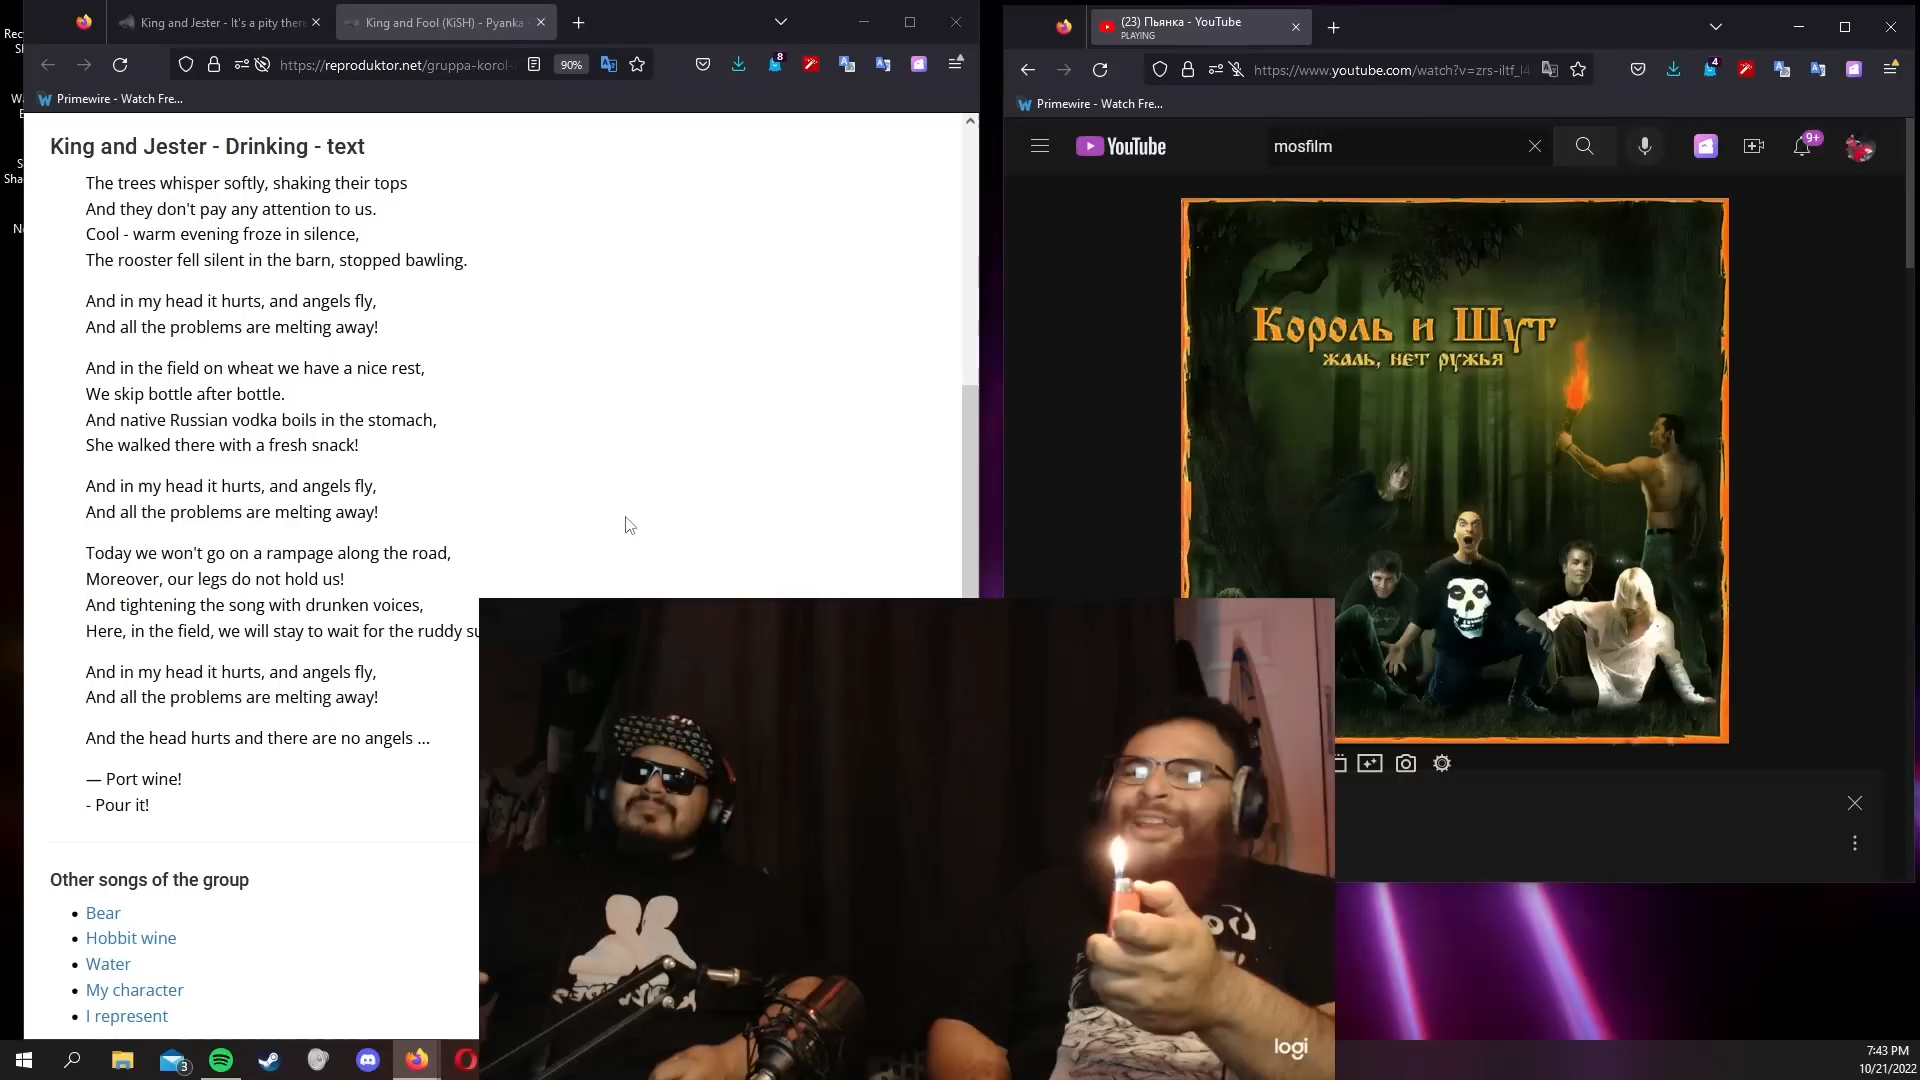 King and Jester - It's a pity there
King and Fool (KiSH) - Pyanka -
https://reproduktor.net/gruppa-korol-
90%
8
Primewire - Watch Fre...
King and Jester - Drinking - text
The trees whisper softly, shaking their tops
And they don't pay any attention to us.
Cool - warm evening froze in silence,
The rooster fell silent in the barn, stopped bawling.
And in my head it hurts, and angels fly,
And all the problems are melting away!
And in the field on wheat we have a nice rest,
We skip bottle after bottle.
And native Russian vodka boils in the stomach,
She walked there with a fresh snack!
And in my head it hurts, and angels fly,
And all the problems are melting away!
Today we won't go on a rampage along the road,
Moreover, our legs do not hold us!
And tightening the song with drunken voices,
Here, in the field, we will stay to wait for the ruddy su
And in my head it hurts, and angels fly,
And all the problems are melting away!
And the head hurts and there are no angels ...
— Port wine!
- Pour it!
Other songs of the group
Bear
Hobbit wine
Water
My character
I represent
(23) Пьянка - YouTube
PLAYING
https://www.youtube.com/watch?v=zrs-iltf_
4
Primewire - Watch Fre...
YouTube
mosfilm
9+
Король и Шут
жаль, нет ружья
logi
3
7:43 PM
10/21/2022